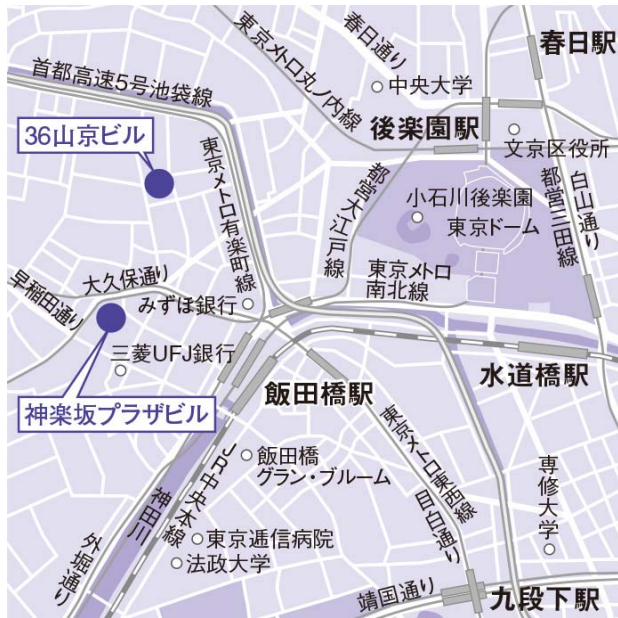 春日通り
春日駅
中央大学
首都高速5号池袋線
東京メトロ丸ノ内線
後楽園駅
文京区役所
36山京ビル
東京メトロ有楽町線
都営大江戸線
小石川後楽園
東京ドーム
都営三田線
白山通り
早稲田通り
大久保通り
みずほ銀行
東京メトロ
南北線
三菱UFJ銀行
神楽坂プラザビル
飯田橋駅
水道橋駅
飯田橋
グラン・ブルーム
東京メトロ東西線
目白通り
専修大学
外堀通り
神田川
JR中央本線
東京逓信病院
法政大学
靖国通り
九段下駅